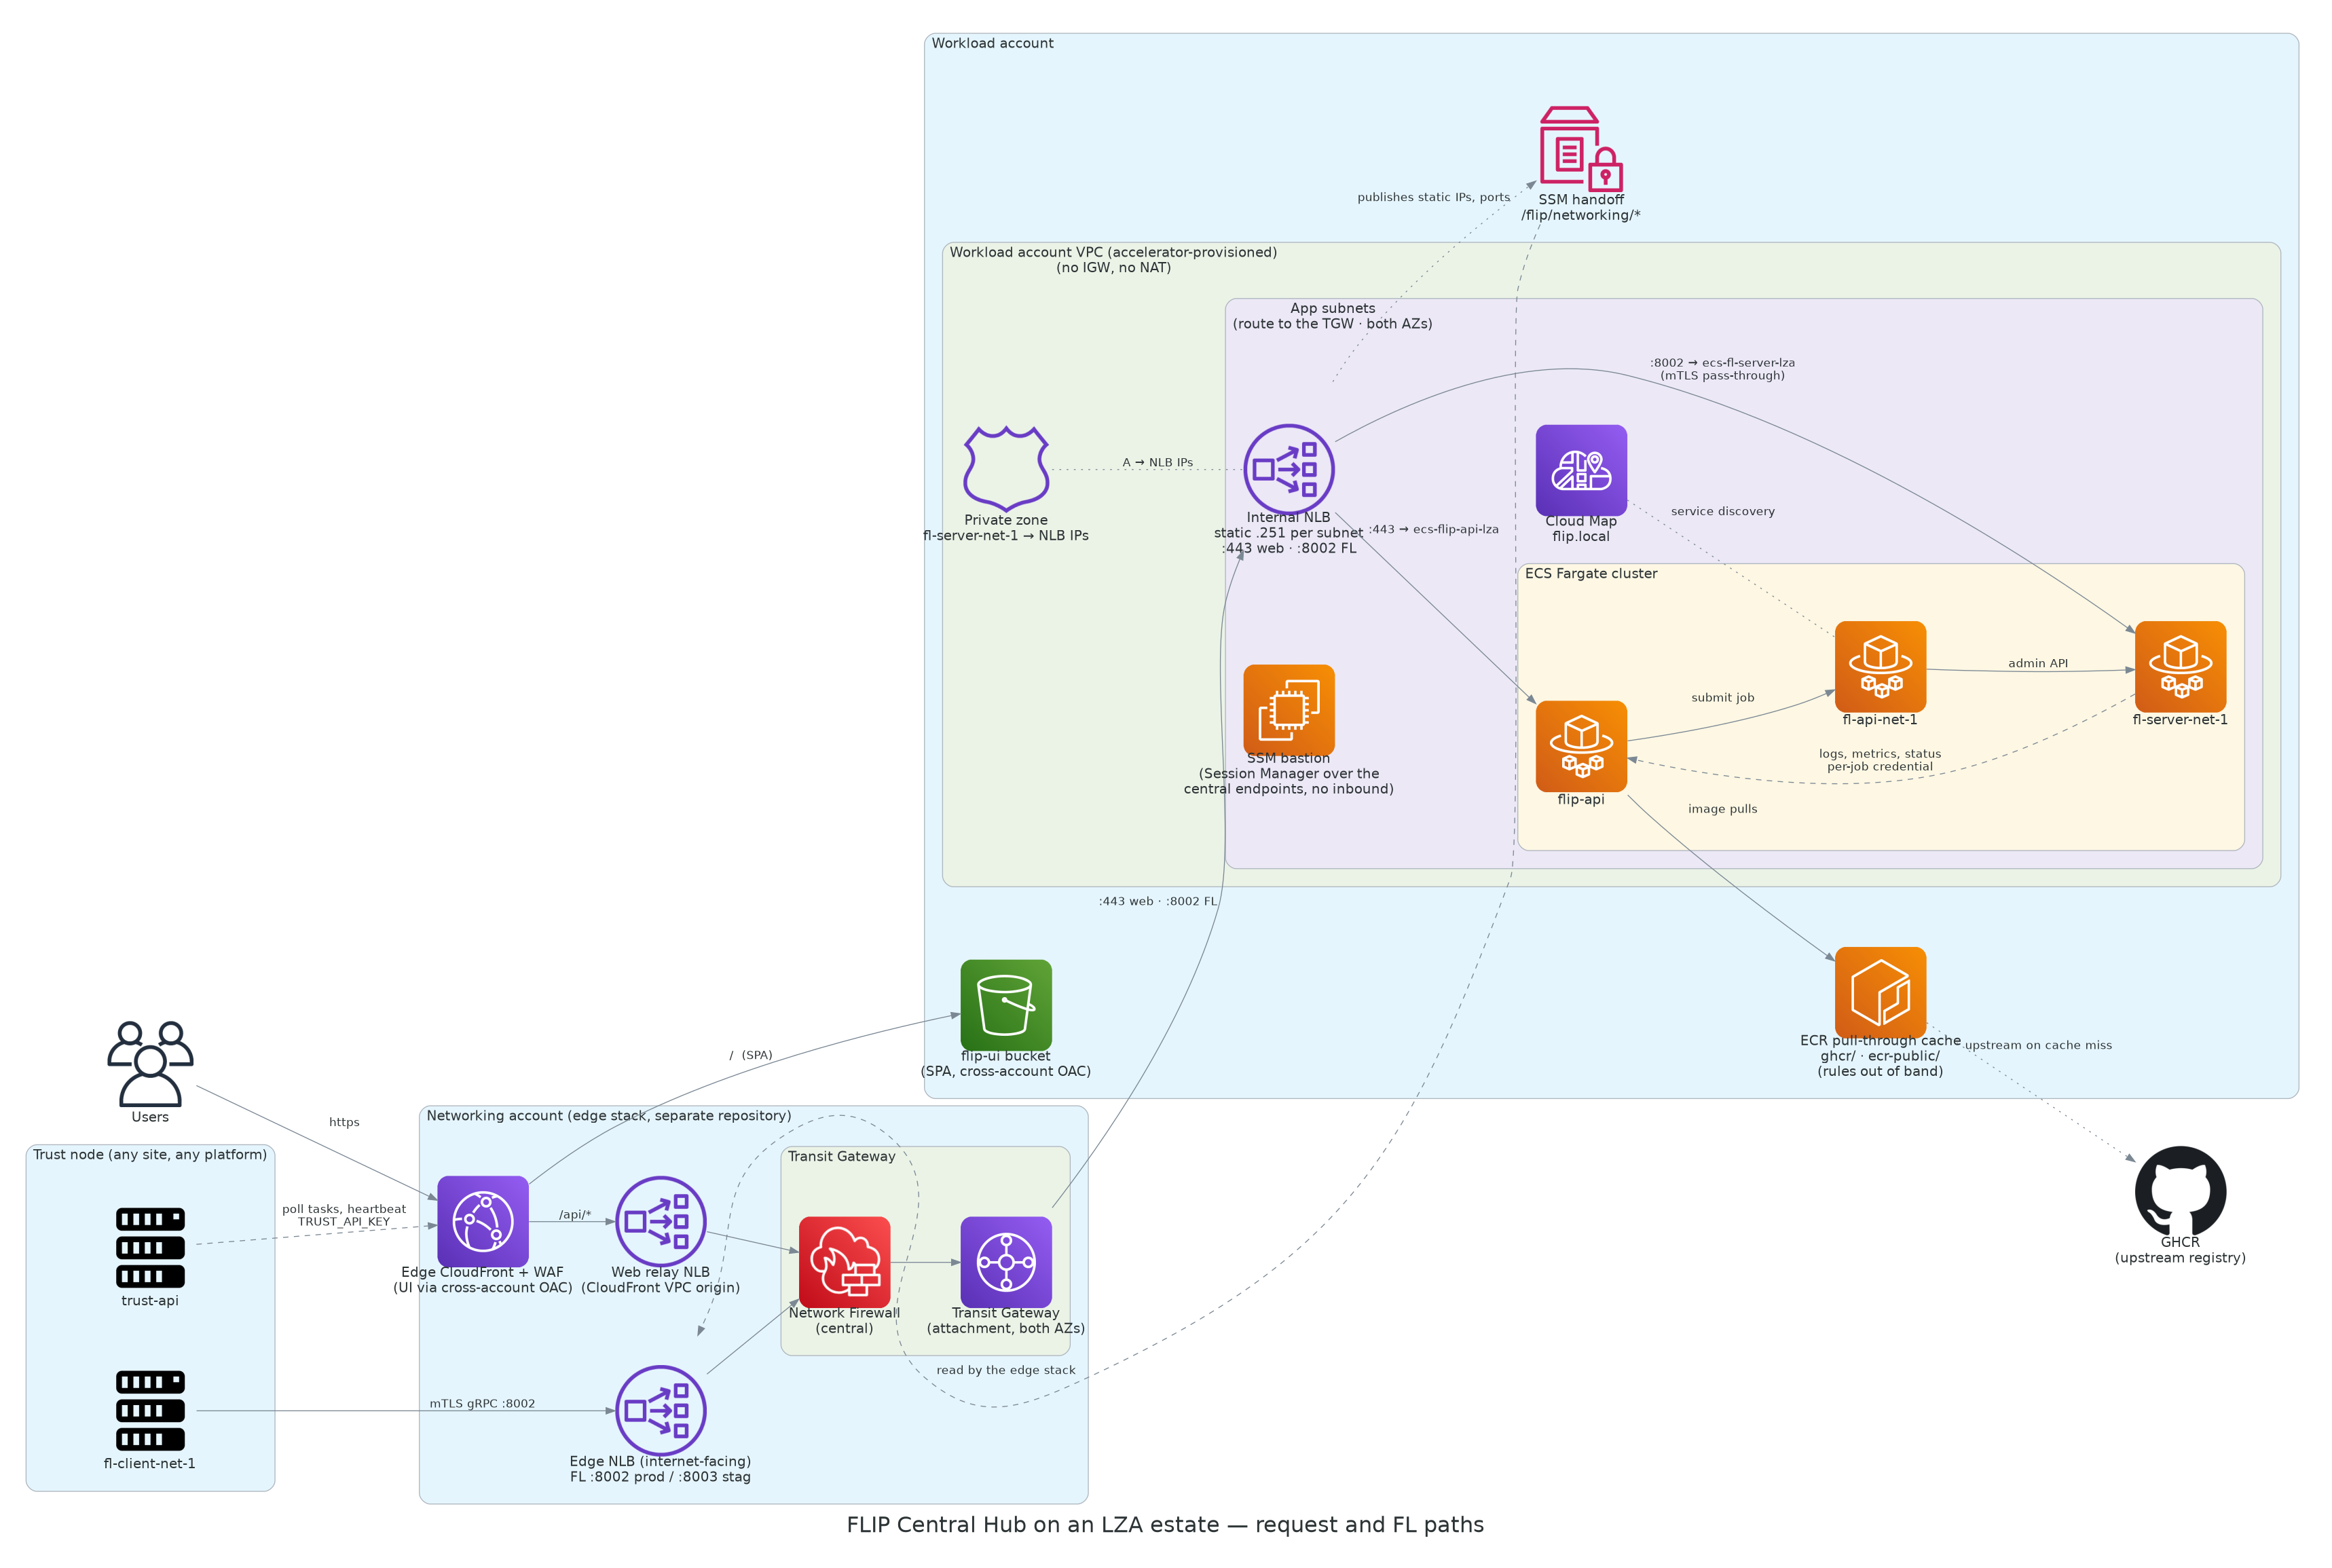 Workload account
SSM handoff
/flip/networking/*
publishes static IPs, ports
Workload account VPC (accelerator-provisioned)
(no IGW, no NAT)
App subnets
(route to the TGW · both AZs)
:8002 → ecs-fl-server-lza
(mTLS pass-through)
A → NLB IPs
Private zone
fl-server-net-1 → NLB IPs
Internal NLB
static .251 per subnet
:443 web · :8002 FL
:443 → ecs-flip-api-lza
Cloud Map
flip.local
service discovery
ECS Fargate cluster
admin API
fl-api-net-1
fl-server-net-1
submit job
logs, metrics, status
per-job credential
flip-api
image pulls
SSM bastion
(Session Manager over the
central endpoints, no inbound)
:443 web · :8002 FL
flip-ui bucket
(SPA, cross-account OAC)
/  (SPA)
ECR pull-through cache
ghcr/ · ecr-public/
(rules out of band)
upstream on cache miss
Users
https
Networking account (edge stack, separate repository)
Trust node (any site, any platform)
Transit Gateway
poll tasks, heartbeat
TRUST_API_KEY
/api/*
trust-api
Edge CloudFront + WAF
(UI via cross-account OAC)
Web relay NLB
(CloudFront VPC origin)
Network Firewall
(central)
Transit Gateway
(attachment, both AZs)
GHCR
(upstream registry)
read by the edge stack
mTLS gRPC :8002
fl-client-net-1
Edge NLB (internet-facing)
FL :8002 prod / :8003 stag
FLIP Central Hub on an LZA estate — request and FL paths